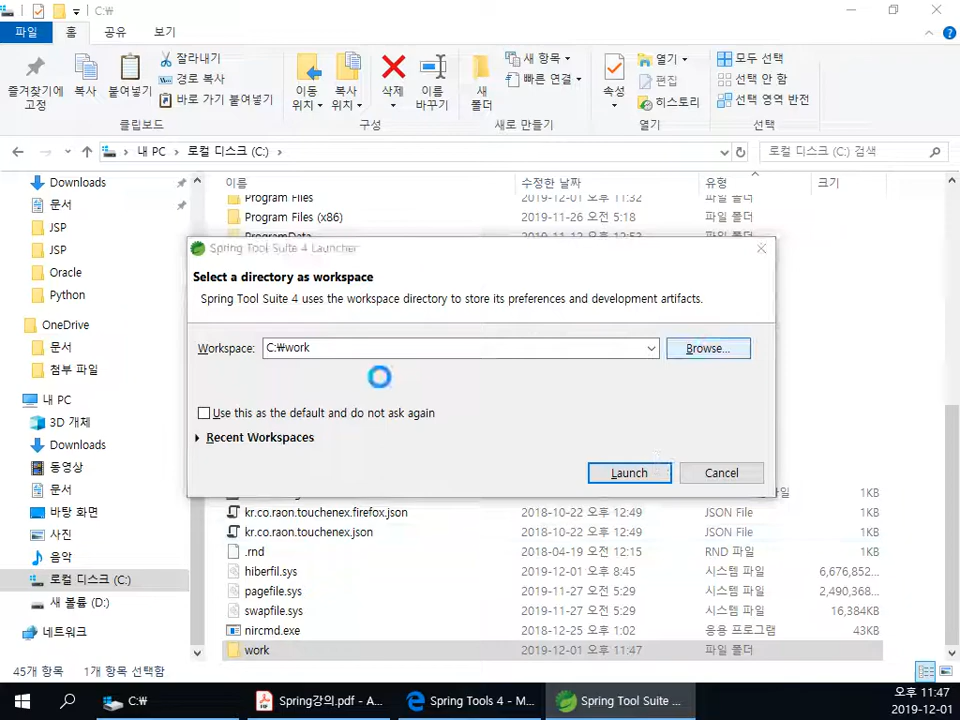 C:₩
파일 홈 공유 보기
즐겨찾기에 고정
복사
붙여넣기
잘라내기
경로 복사
바로 가기 붙여넣기
클립보드
이동 위치
복사 위치
삭제
이름 바꾸기
구성
새 폴더
새 항목
빠른 연결
새로 만들기
속성
열기
편집
히스토리
열기
모두 선택
선택 안 함
선택 영역 반전
선택
내 PC > 로컬 디스크 (C:) >
로컬 디스크 (C:) 검색
Downloads
문서
JSP
JSP
Oracle
Python
OneDrive
문서
첨부 파일
내 PC
3D 개체
Downloads
동영상
문서
바탕 화면
사진
음악
로컬 디스크 (C:)
새 볼륨 (D:)
네트워크
이름 수정한 날짜 유형 크기
Program Files 2019-12-01 오후 11:32 파일 폴더
Program Files (x86) 2019-11-26 오전 5:18 파일 폴더
Spring Tool Suite 4 Launcher
Select a directory as workspace
Spring Tool Suite 4 uses the workspace directory to store its preferences and development artifacts.
Workspace: C:₩work Browse...
Use this as the default and do not ask again
Recent Workspaces
Launch Cancel
1KB
kr.co.raon.touchenex.firefox.json 2018-10-22 오후 12:49 JSON File 1KB
kr.co.raon.touchenex.json 2018-10-22 오후 12:49 JSON File 1KB
.rnd 2018-04-19 오전 12:15 RND 파일 1KB
hiberfil.sys 2019-12-01 오후 8:45 시스템 파일 6,676,852...
pagefile.sys 2019-11-27 오전 5:29 시스템 파일 2,490,368...
swapfile.sys 2019-11-27 오전 5:29 시스템 파일 16,384KB
nircmd.exe 2018-12-25 오후 1:02 응용 프로그램 43KB
work 2019-12-01 오후 11:47 파일 폴더
45개 항목 1개 항목 선택함
C:₩
Spring강의.pdf - A...
Spring Tools 4 - M...
Spring Tool Suite ...
오후 11:47
2019-12-01